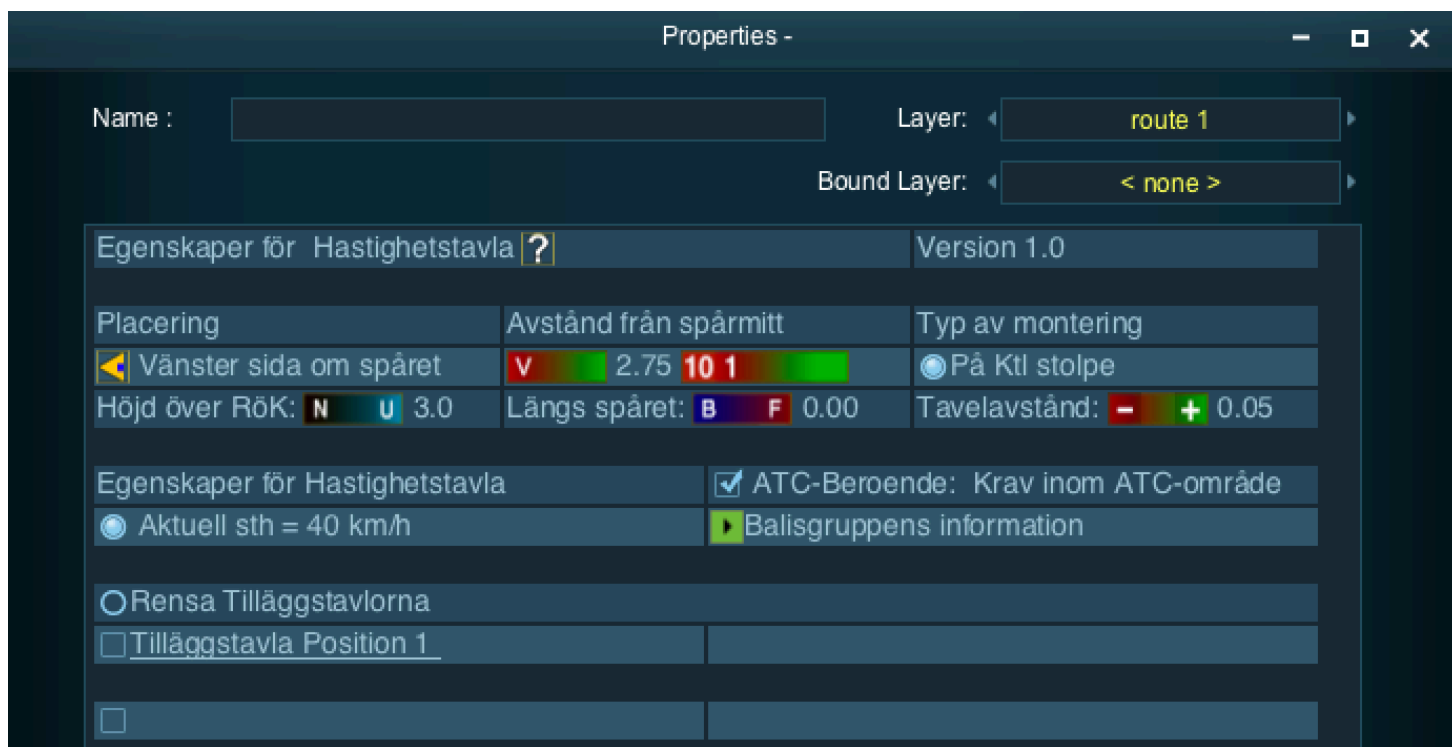 Properties -
Name :
Layer: route 1
Bound Layer: < none >
Egenskaper för Hastighetstavla ? Version 1.0
Placering Avstånd från spårmitt Typ av montering
Vänster sida om spåret V 2.75 10 1 På Ktl stolpe
Höjd över RöK: N U 3.0 Längs spåret: B F 0.00 Tavelavstånd: - + 0.05
Egenskaper för Hastighetstavla ATC-Beroende: Krav inom ATC-område
Aktuell sth = 40 km/h Balisgruppens information
Rensa Tilläggstavlorna
Tilläggstavla Position 1